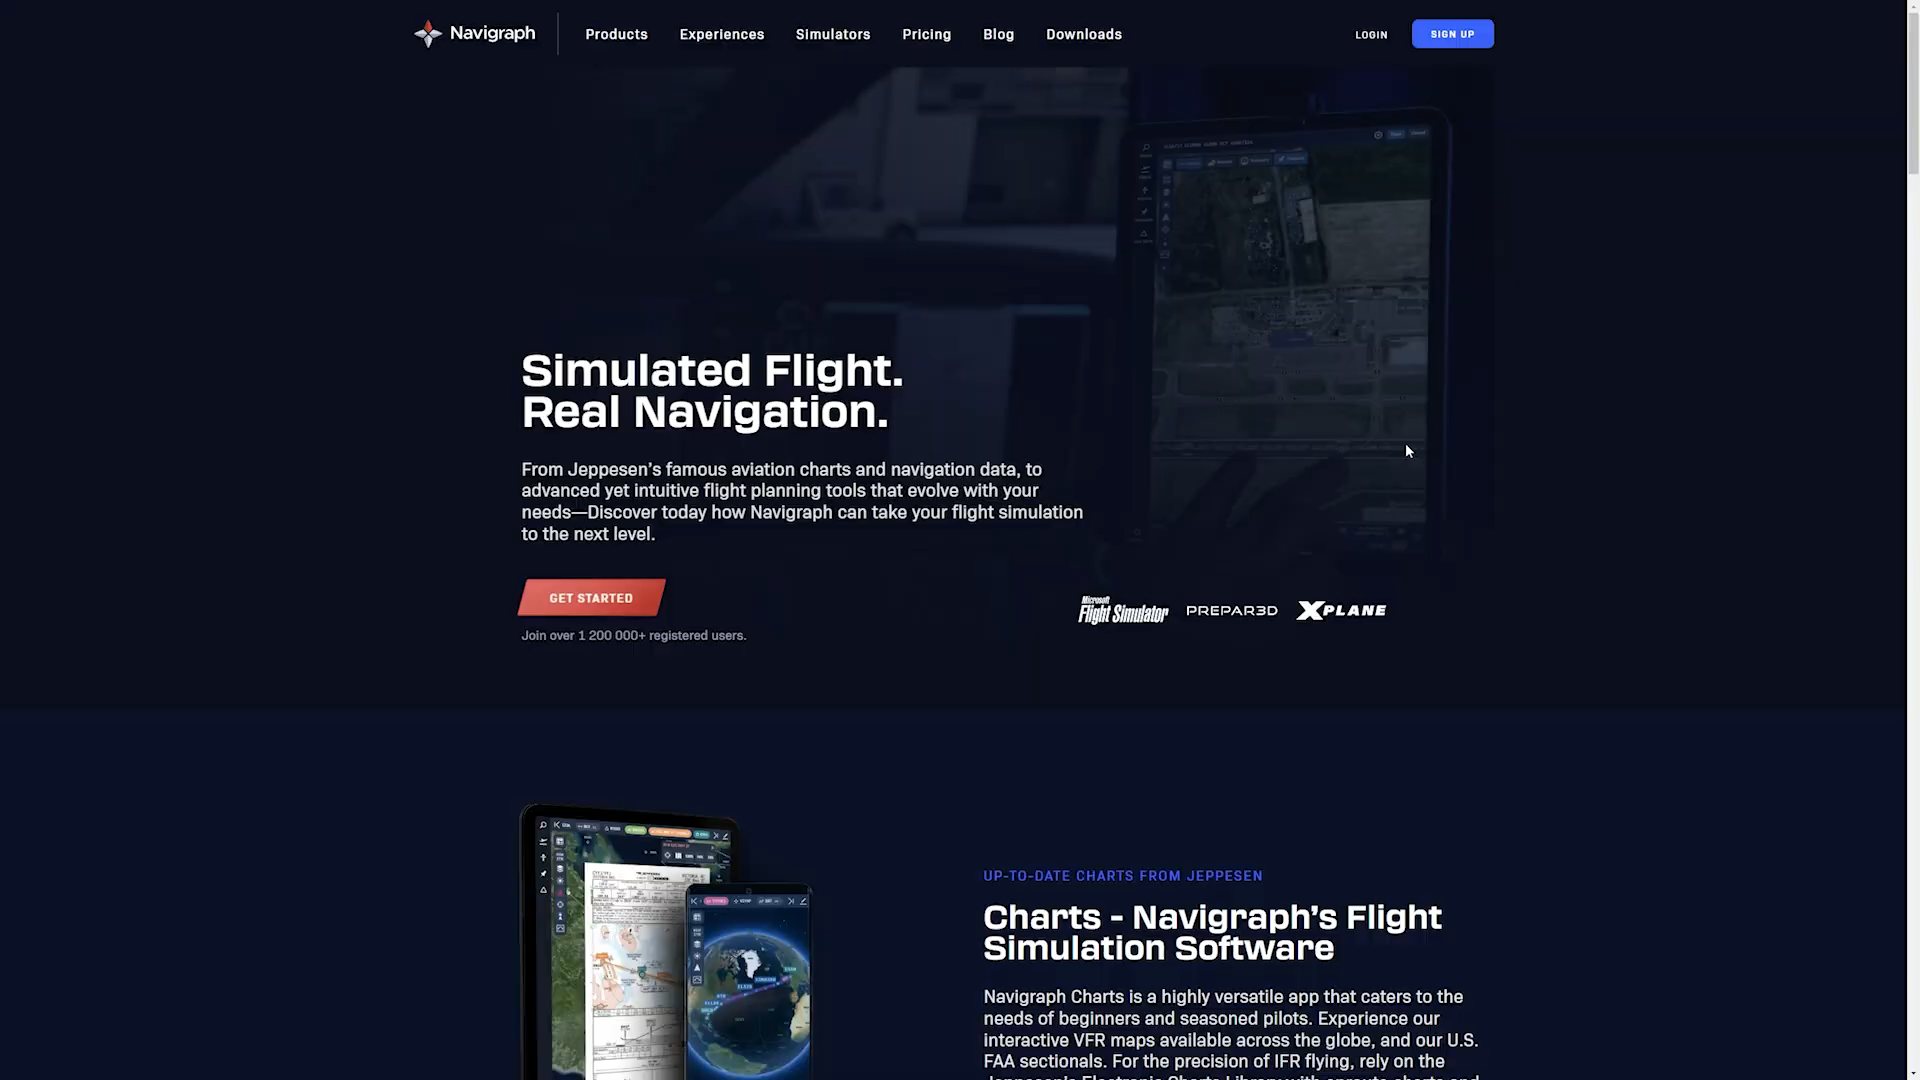 Navigraph
Products
Experiences
Simulators
Pricing
Blog
Downloads
LOGIN
SIGN UP
Simulated Flight.
Real Navigation.
From Jeppesen’s famous aviation charts and navigation data, to
advanced yet intuitive flight planning tools that evolve with your
needs—Discover today how Navigraph can take your flight simulation
to the next level.
GET STARTED
Join over 1 200 000+ registered users.
Microsoft
Flight Simulator
PREPAR3D
XPLANE
UP-TO-DATE CHARTS FROM JEPPESEN
Charts - Navigraph’s Flight
Simulation Software
Navigraph Charts is a highly versatile app that caters to the
needs of beginners and seasoned pilots. Experience our
interactive VFR maps available across the globe, and our U.S.
FAA sectionals. For the precision of IFR flying, rely on the